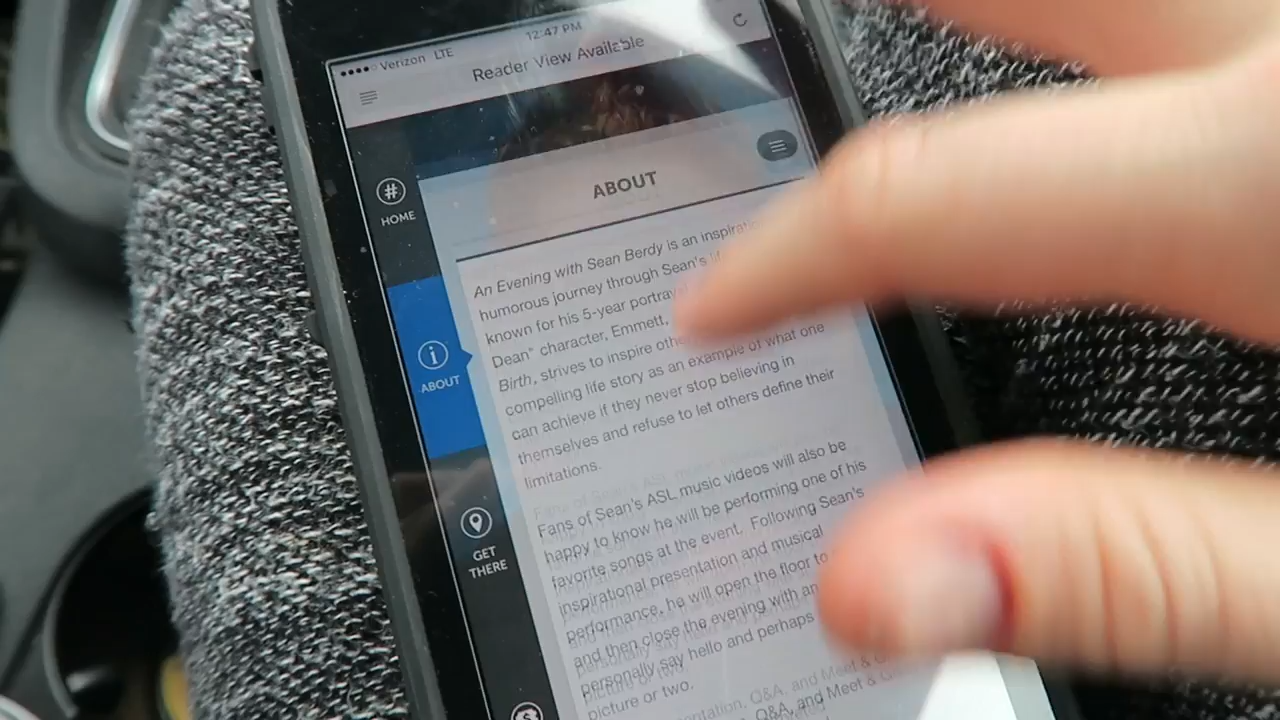 Verizon LTE
12:47 PM
Reader View Available
ABOUT
HOME
ABOUT
GET
THERE
An Evening with Sean Berdy is an
humorous journey through Sean's
known for his 5-year
Dean" character, Emmett,
Birth, strives to inspire
compelling life story as an example of what one
can achieve if they never stop believing in
themselves and refuse to let others define their
limitations.
Fans of Sean's ASL music videos will also be
happy to know he will be performing one of his
favorite songs at the event. Following Sean's
inspirational presentation and musical
performance, he will open the floor to
and then close the evening with an
personally say hello and perhaps
picture or two.
Q&A, and Meet &